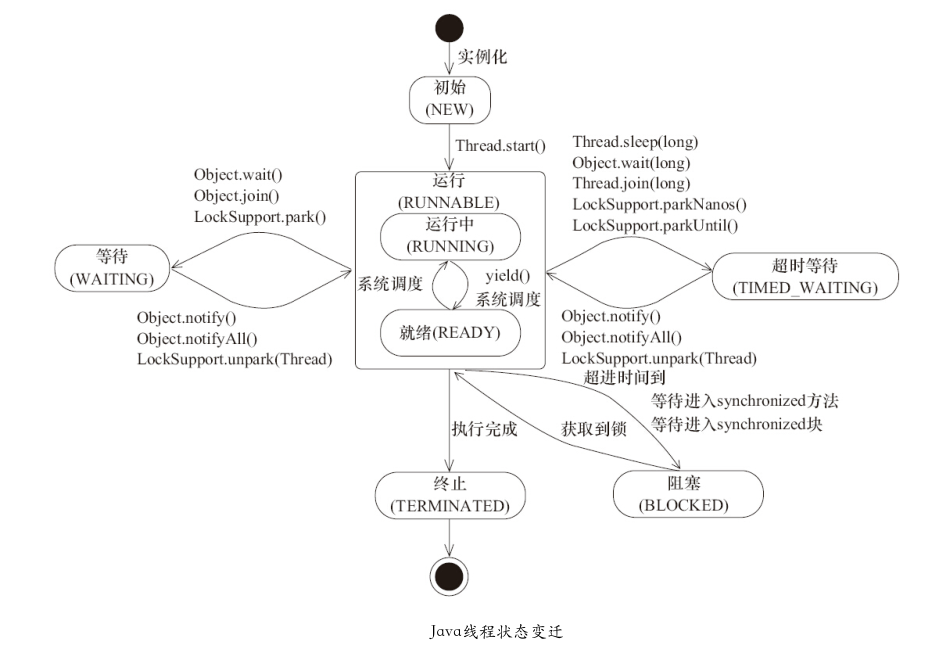 实例化
初始
(NEW)
Thread.start()
Object.wait()
Object.join()
LockSupport.park()
Thread.sleep(long)
Object.wait(long)
Thread.join(long)
LockSupport.parkNanos()
LockSupport.parkUntil()
运行
(RUNNABLE)
运行中
(RUNNING)
等待
(WAITING)
系统调度
yield()
系统调度
超时等待
(TIMED_WAITING)
就绪(READY)
Object.notify()
Object.notifyAll()
LockSupport.unpark(Thread)
Object.notify()
Object.notifyAll()
LockSupport.unpark(Thread)
超进时间到
等待进入synchronized方法
等待进入synchronized块
执行完成
获取到锁
终止
(TERMINATED)
阻塞
(BLOCKED)
Java线程状态变迁